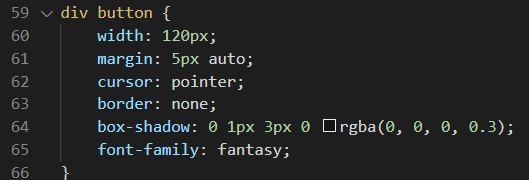 59 div button {
60 width: 120px;
61 margin: 5px auto;
62 cursor: pointer;
63 border: none;
64 box-shadow: 0 1px 3px 0 rgba(0, 0, 0, 0.3);
65 font-family: fantasy;
66 }